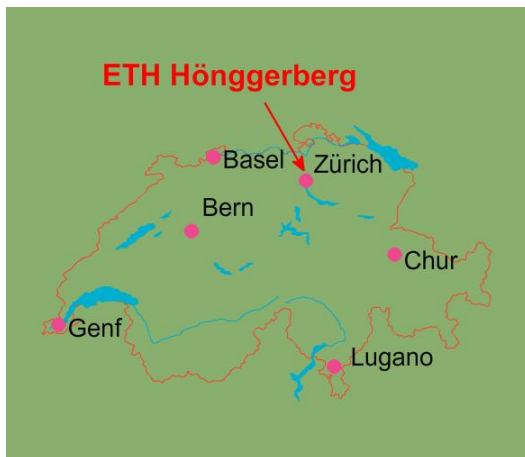 ETH Hönggerberg
Basel
Zürich
Bern
Chur
Genf
Lugano